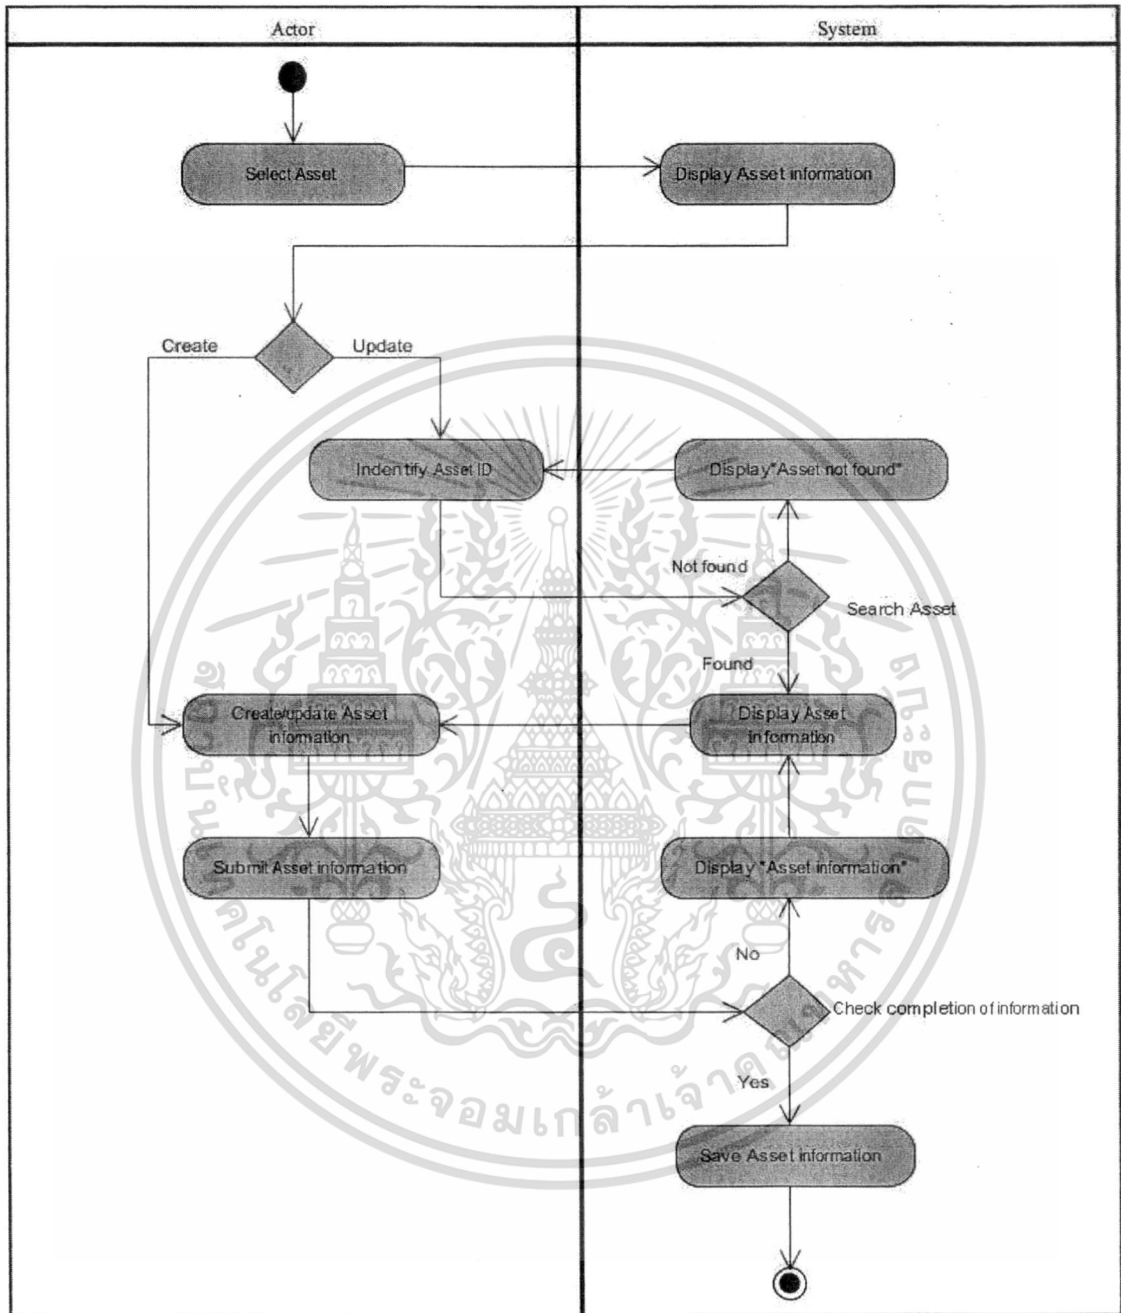 Actor
System
Select Asset
Display Asset information
Create
Update
Indentify Asset ID
Display"Asset not found"
Not found
Search Asset
Found
Create/update Asset
information
Display Asset
information
Submit Asset information
Display "Asset information"
No
Check completion of information
Yes
Save Asset information